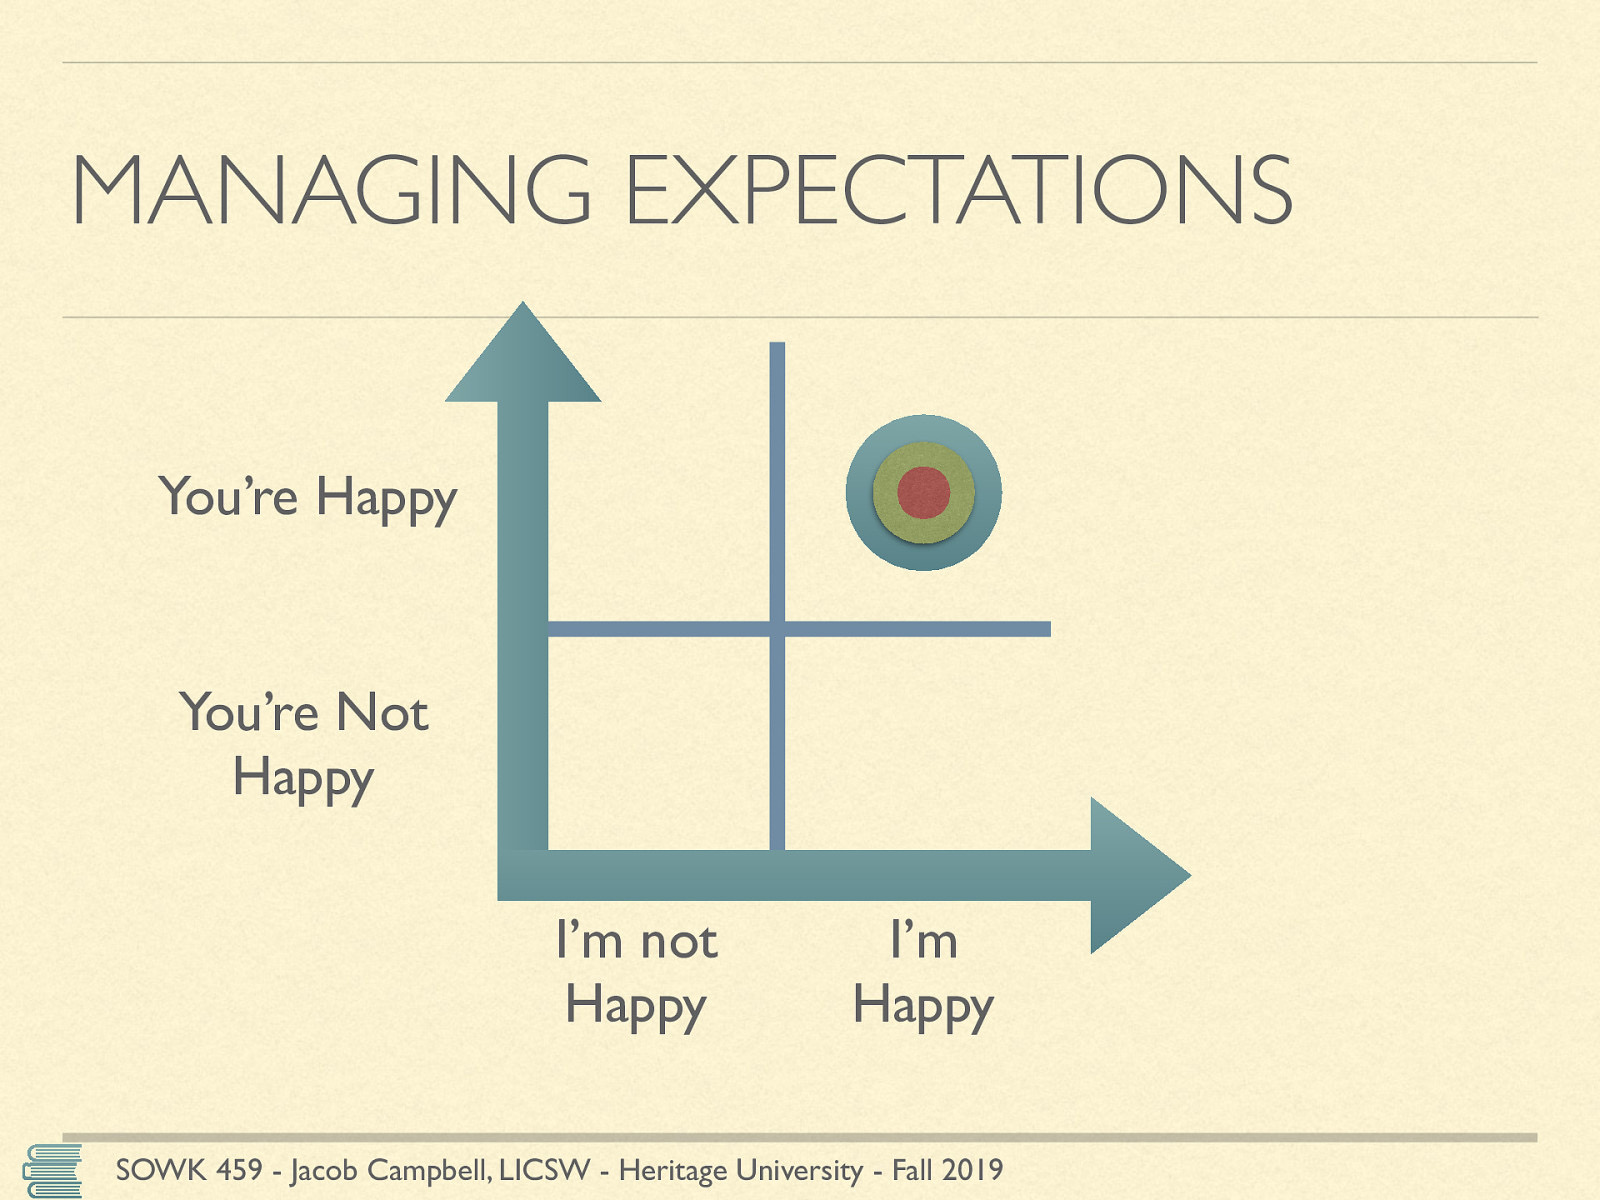 MANAGING EXPECTATIONS
You're Happy
You're Not
Happy
I'm not
Happy
I'm
Happy
SOWK 459 - Jacob Campbell, LICSW - Heritage University - Fall 2019